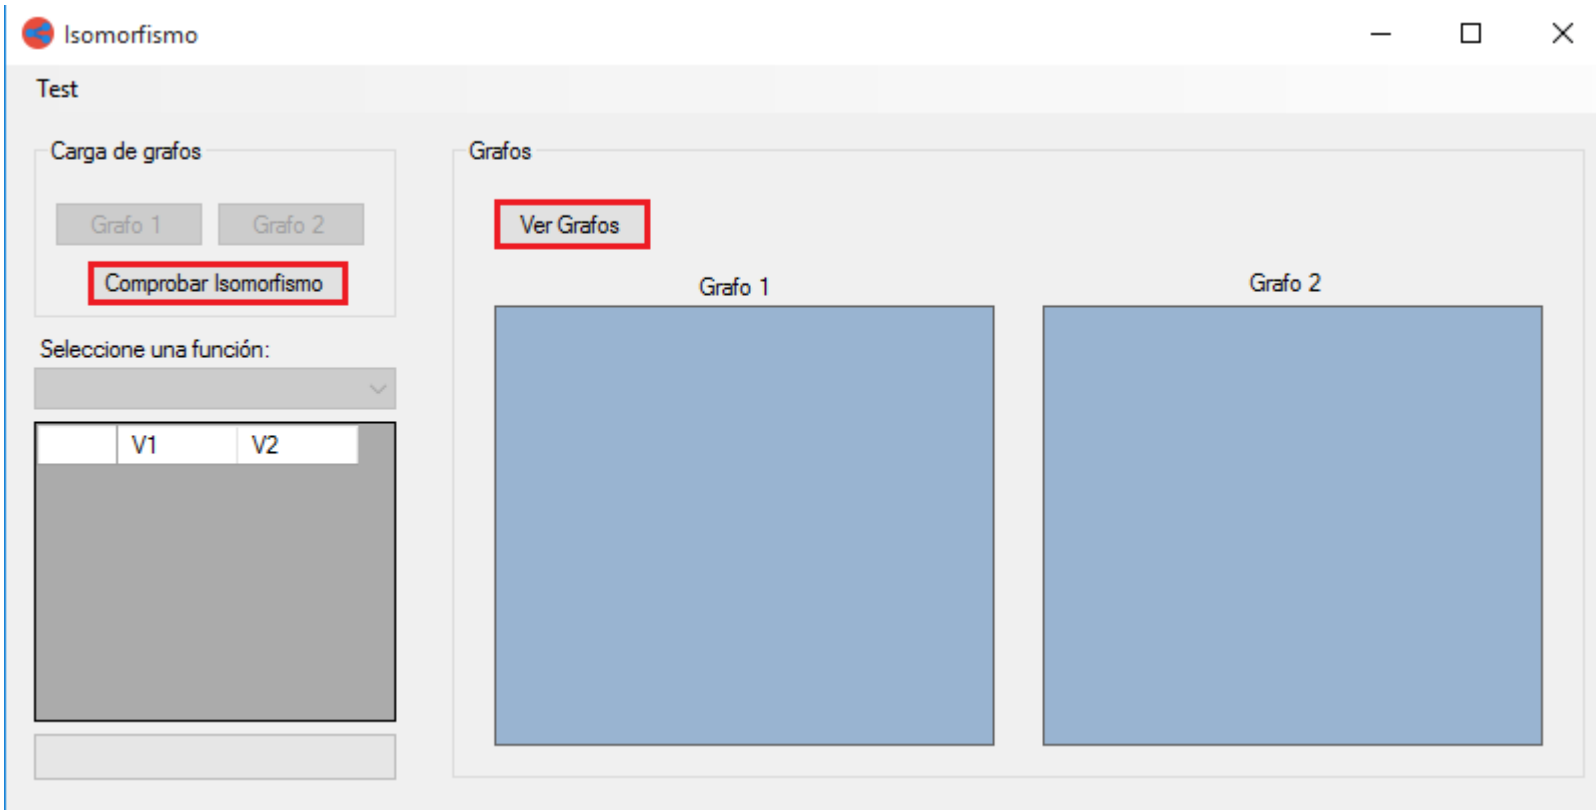 Isomorfismo
Test
Carga de grafos
Grafo 1 Grafo 2
Comprobar Isomorfismo
Seleccione una función:
V1 V2
Grafos
Ver Grafos
Grafo 1
Grafo 2